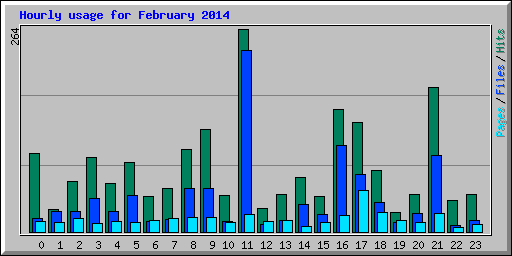 Hourly usage for February 2014
264
Pages/Files/Hits
0 1 2 3 4 5 6 7 8 9 10 11 12 13 14 15 16 17 18 19 20 21 22 23